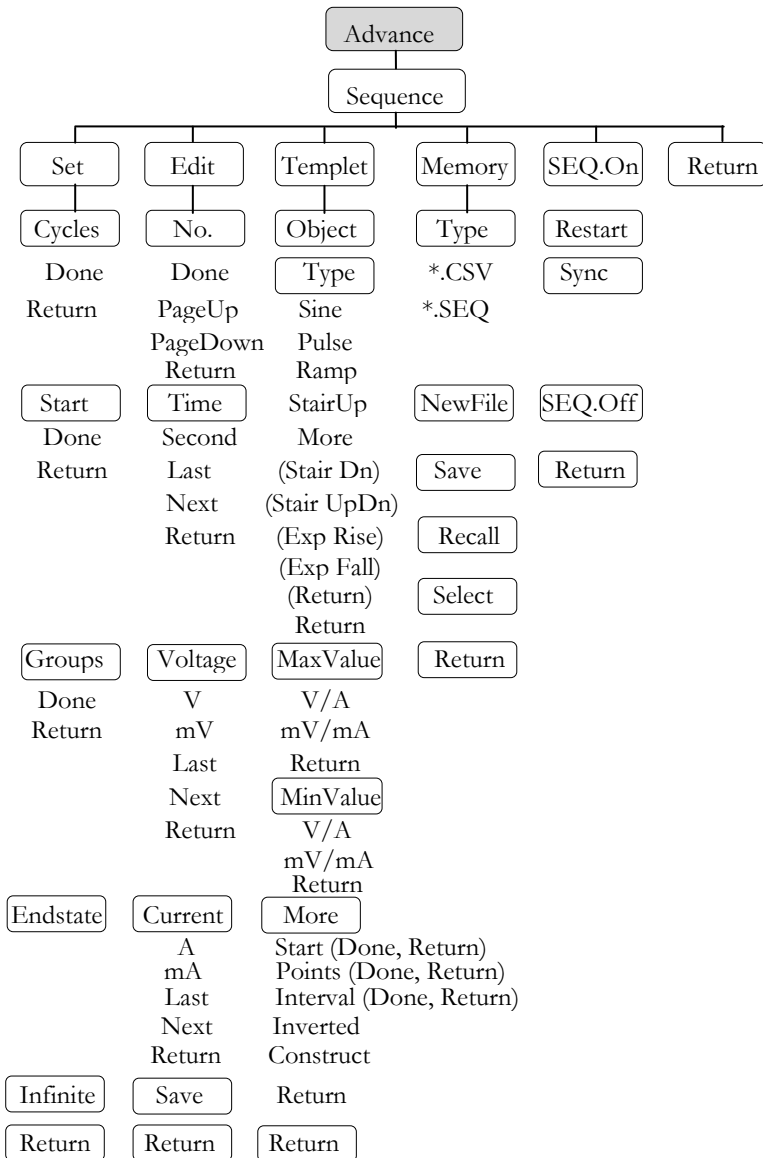 Advance
Sequence
Set Edit Templet Memory SEQ.On Return
Cycles No. Object Type Restart
Done Done Type *.CSV Sync
Return PageUp Sine *.SEQ
PageDown Pulse
Return Ramp
Start Time StairUp NewFile SEQ.Off
Done Second More
Return Last (Stair Dn) Save Return
Next (Stair UpDn)
Return (Exp Rise) Recall
(Exp Fall)
(Return) Select
Return
Groups Voltage MaxValue Return
Done V V/A
Return mV mV/mA
Last Return
Next MinValue
Return V/A
mV/mA
Return
Endstate Current More
A Start (Done, Return)
mA Points (Done, Return)
Last Interval (Done, Return)
Next Inverted
Return Construct
Infinite Save Return
Return Return Return